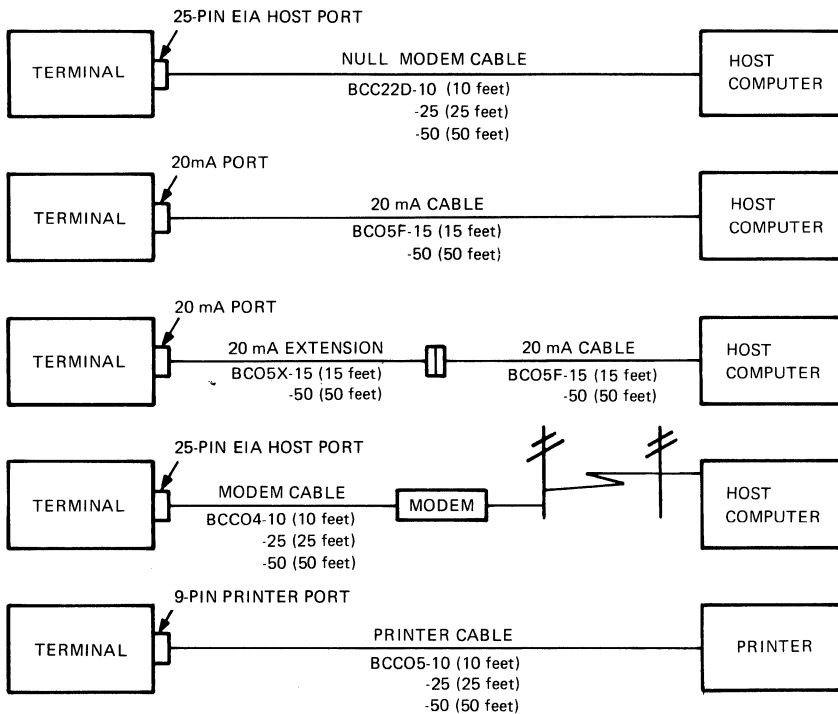 25-PIN EIA HOST PORT
TERMINAL
NULL MODEM CABLE
BCC22D-10 (10 feet)
-25 (25 feet)
-50 (50 feet)
HOST
COMPUTER
20mA PORT
TERMINAL
20 mA CABLE
BC05F-15 (15 feet)
-50 (50 feet)
HOST
COMPUTER
20 mA PORT
TERMINAL
20 mA EXTENSION
BC05X-15 (15 feet)
-50 (50 feet)
20 mA CABLE
BC05F-15 (15 feet)
-50 (50 feet)
HOST
COMPUTER
25-PIN EIA HOST PORT
TERMINAL
MODEM CABLE
BCC04-10 (10 feet)
-25 (25 feet)
-50 (50 feet)
MODEM
HOST
COMPUTER
9-PIN PRINTER PORT
TERMINAL
PRINTER CABLE
BCC05-10 (10 feet)
-25 (25 feet)
-50 (50 feet)
PRINTER